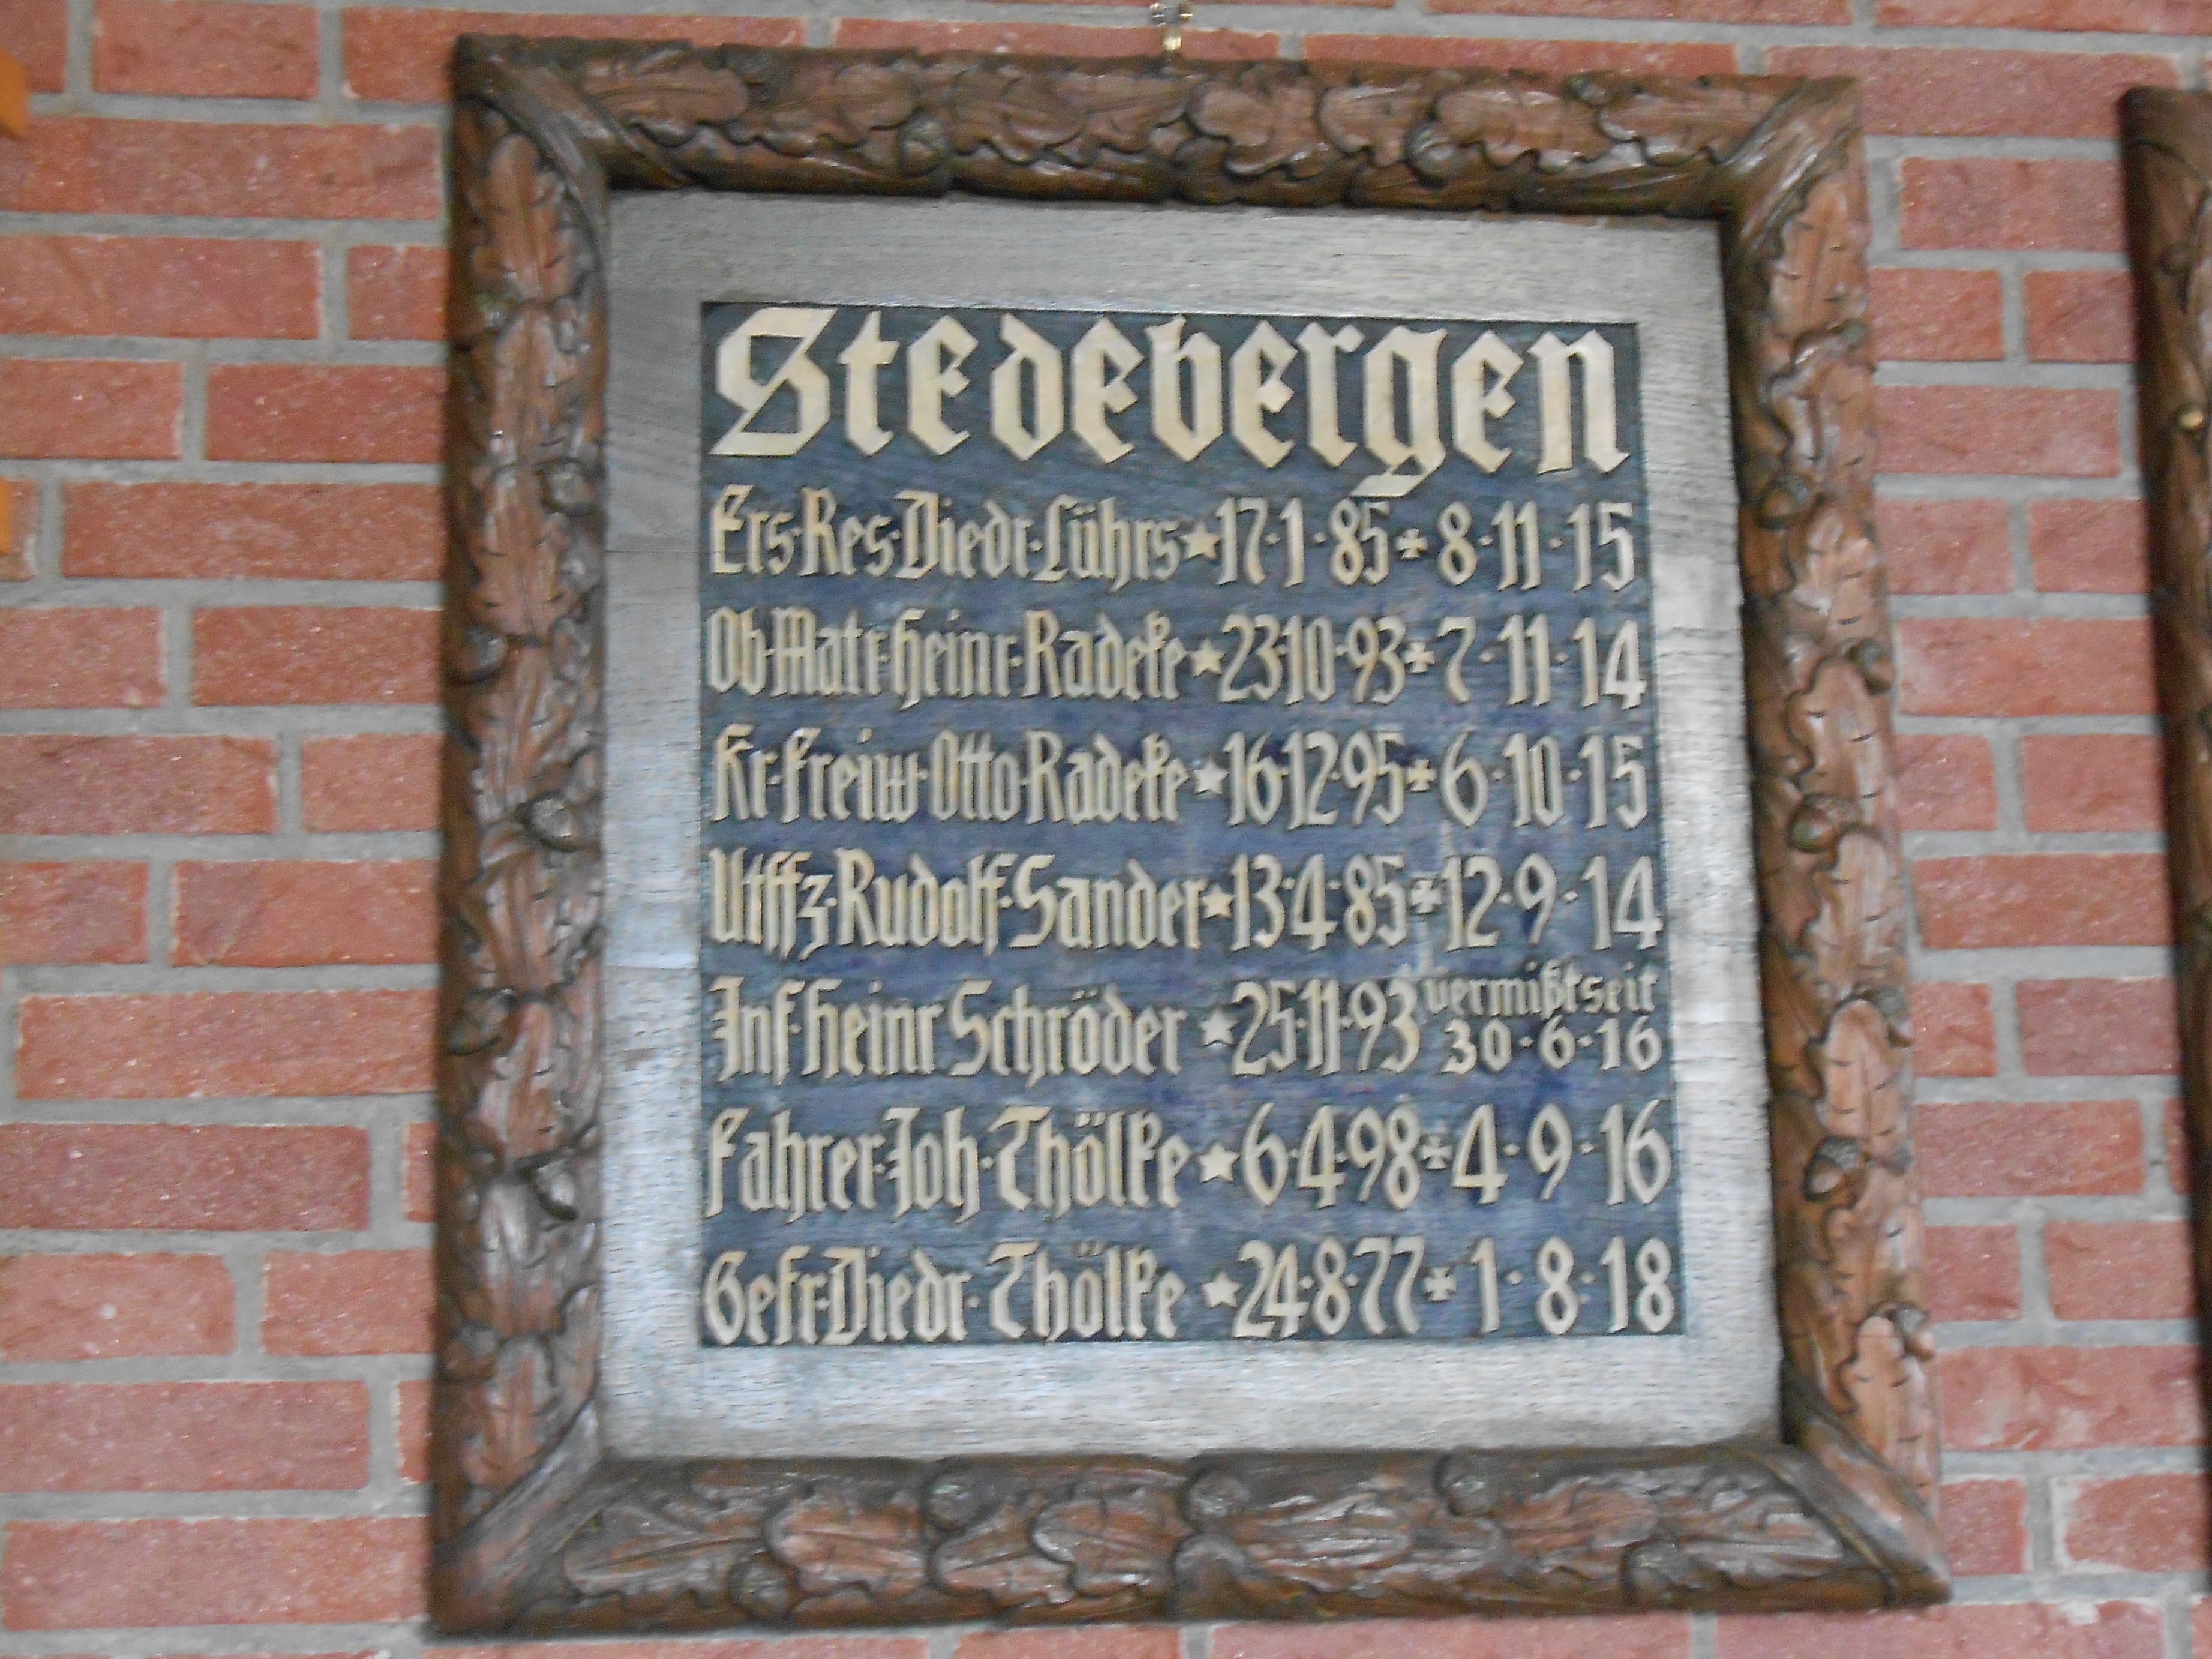 Stedebergen
Ers·Res·Diedr·Lührs ★ 17·1·85 ✠ 8·11·15
Ob·Matr·Heinr·Radeke ★ 23·10·93 ✠ 7·11·14
Kr·Freiw·Otto·Radeke ★ 16·12·95 ✠ 6·10·15
Utffz·Rudolf·Sander ★ 13·4·85 ✠ 12·9·14
Inf·Heinr Schröder ★ 25·11·93 vermißt seit
30·6·16
Fahrer·Joh·Thölke ★ 6·4·98 ✠ 4·9·16
Gefr·Diedr·Thölke ★ 24·8·77 ✠ 1·8·18